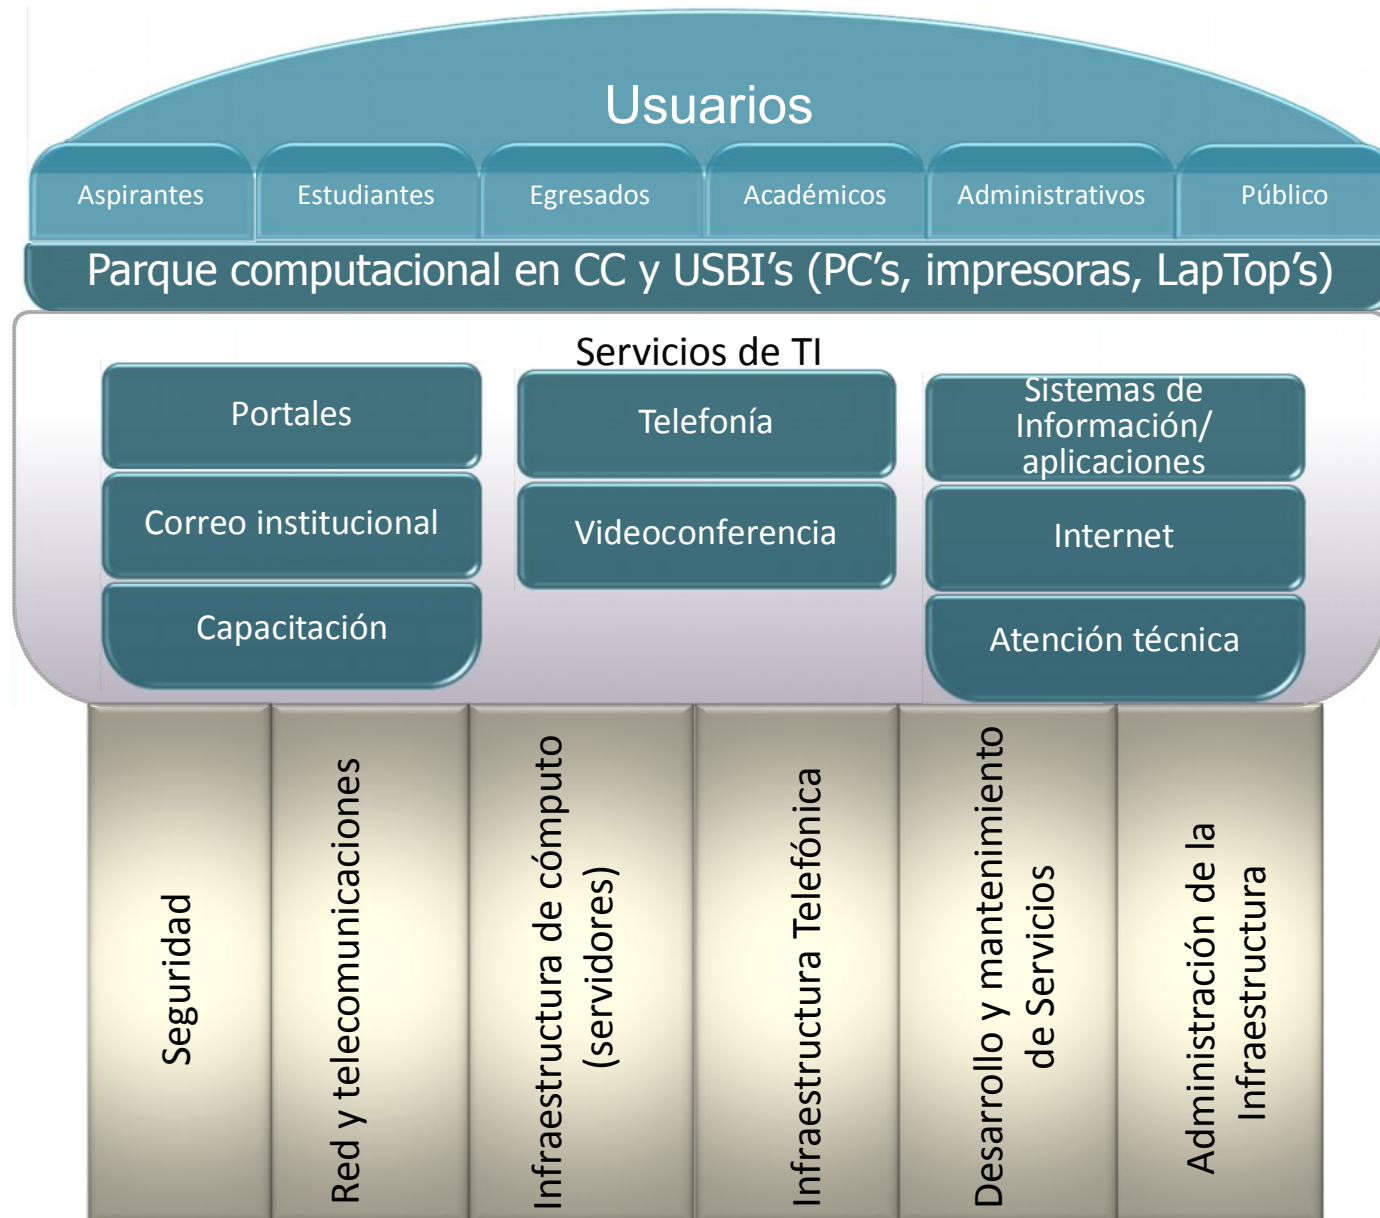 Usuarios
Aspirantes
Estudiantes
Egresados
Académicos
Administrativos
Público
Parque computacional en CC y USBI’s (PC’s, impresoras, LapTop’s)
Servicios de TI
Portales
Correo institucional
Capacitación
Telefonía
Videoconferencia
Sistemas de
Información/
aplicaciones
Internet
Atención técnica
Seguridad
Red y telecomunicaciones
Infraestructura de cómputo
(servidores)
Infraestructura Telefónica
Desarrollo y mantenimiento
de Servicios
Administración de la
Infraestructura